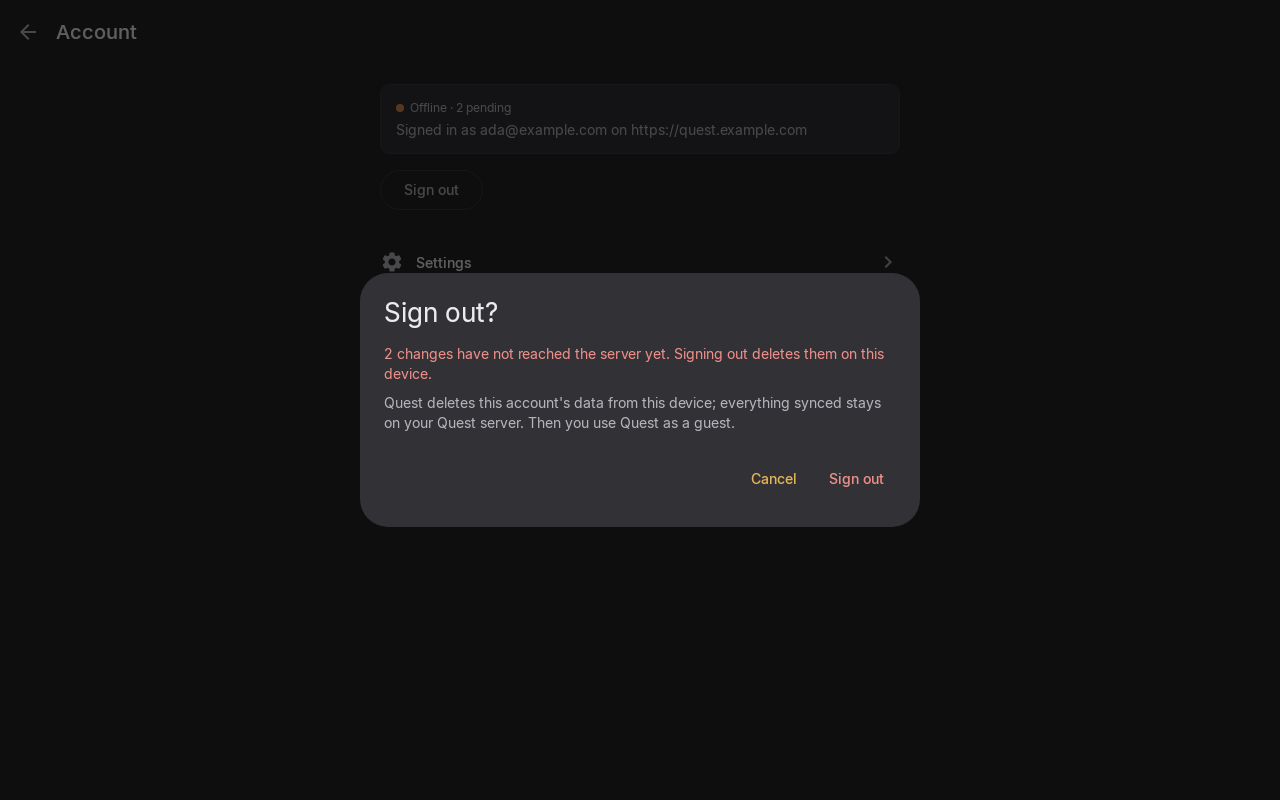 Account
Offline · 2 pending
Signed in as ada@example.com on https://quest.example.com
Sign out
Settings
Sign out?
2 changes have not reached the server yet. Signing out deletes them on this
device.
Quest deletes this account's data from this device; everything synced stays
on your Quest server. Then you use Quest as a guest.
Cancel
Sign out